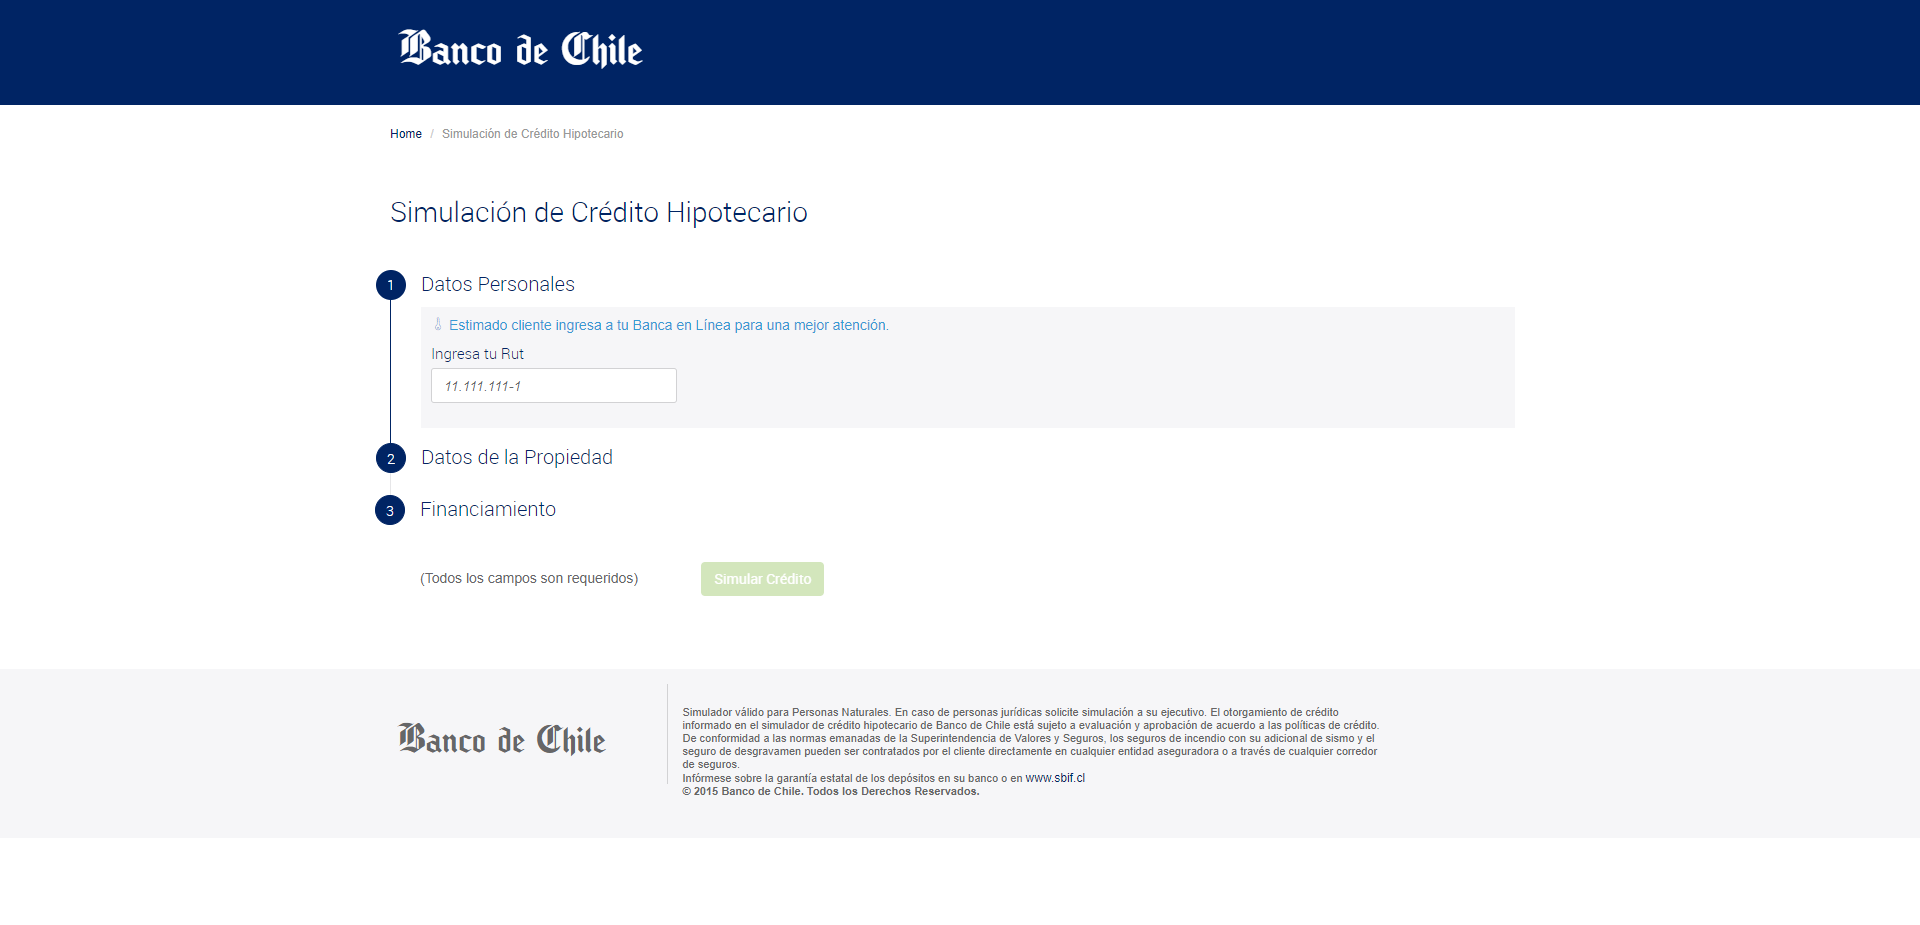 Banco de Chile
Home / Simulación de Crédito Hipotecario
Simulación de Crédito Hipotecario
1 Datos Personales
Estimado cliente ingresa a tu Banca en Línea para una mejor atención.
Ingresa tu Rut
11.111.111-1
2 Datos de la Propiedad
3 Financiamiento
(Todos los campos son requeridos) Simular Crédito
Banco de Chile
Simulador válido para Personas Naturales. En caso de personas jurídicas solicite simulación a su ejecutivo. El otorgamiento de crédito
informado en el simulador de crédito hipotecario de Banco de Chile está sujeto a evaluación y aprobación de acuerdo a las políticas de crédito.
De conformidad a las normas emanadas de la Superintendencia de Valores y Seguros, los seguros de incendio con su adicional de sismo y el
seguro de desgravamen pueden ser contratados por el cliente directamente en cualquier entidad aseguradora o a través de cualquier corredor
de seguros.
Infórmese sobre la garantía estatal de los depósitos en su banco o en www.sbif.cl
© 2015 Banco de Chile. Todos los Derechos Reservados.